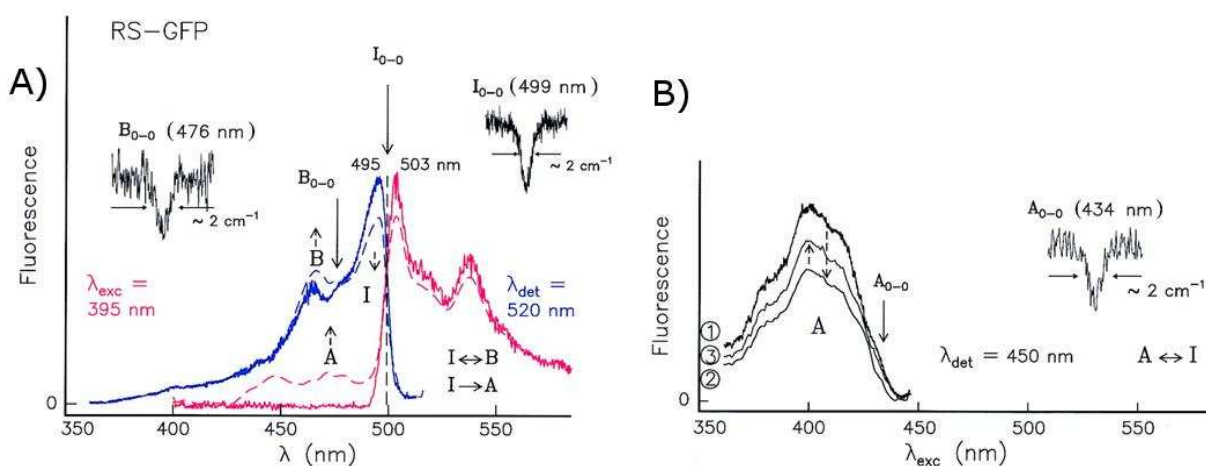 A)
RS-GFP
I0-0
B0-0 (476 nm)
~ 2 cm-1
I0-0 (499 nm)
~ 2 cm-1
B0-0
495
503 nm
B
I
A
λexc =
395 nm
λdet =
520 nm
I↔B
I→A
Fluorescence
0
350 400 450 500 550
λ (nm)
B)
A0-0 (434 nm)
~ 2 cm-1
A0-0
A
①
③
②
λdet = 450 nm
A ↔ I
Fluorescence
0
350 400 450 500 550
λexc (nm)